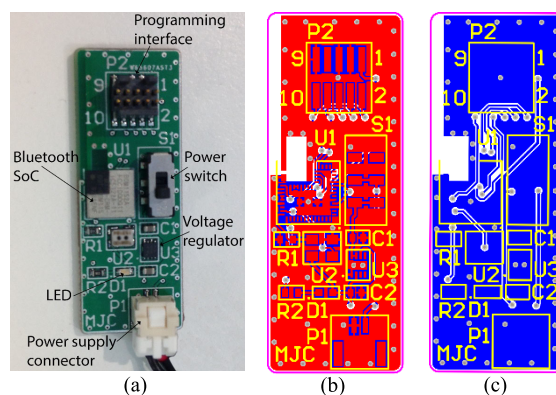 Programming
interface
P2
WBX607AST3
9 1
10 2
S1
Bluetooth
SoC
U1
Power
switch
Voltage
regulator
R1
C1
U2
U3
C2
LED
R2 D1
P1
MJC
Power supply
connector
(a)
P2
9 1
10 2
S1
U1
R1
C1
U2
U3
R2 D1
C2
P1
MJC
(b)
P2
9 1
10 2
S1
U1
R1
C1
U2
U3
R2 D1
C2
P1
MJC
(c)